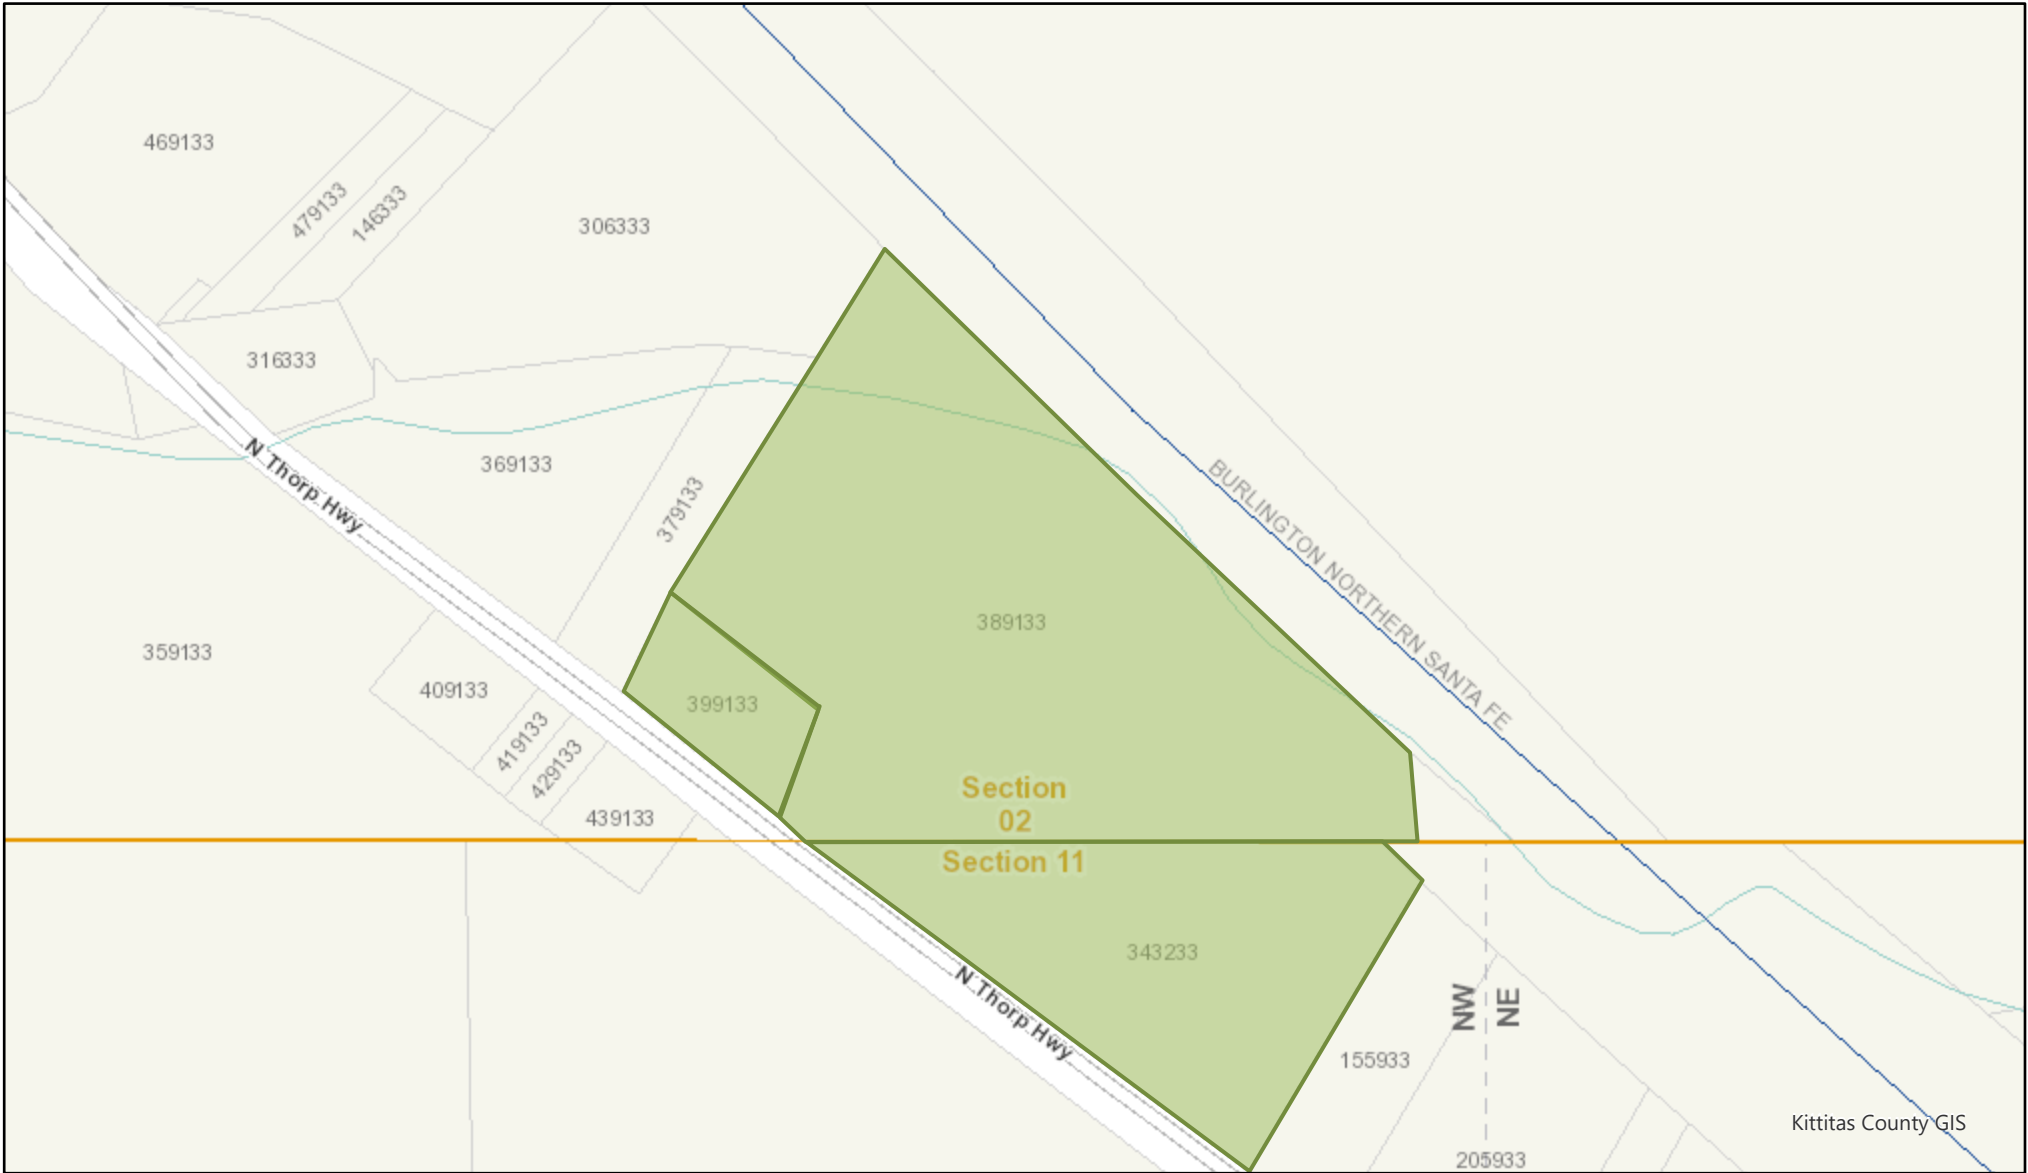 469133
479133
146333
306333
316333
N Thorp Hwy
369133
379133
BURLINGTON NORTHERN SANTA FE
389133
359133
409133
399133
419133
429133
439133
Section
02
Section 11
343233
N Thorp Hwy
NW
NE
155933
205933
Kittitas County GIS